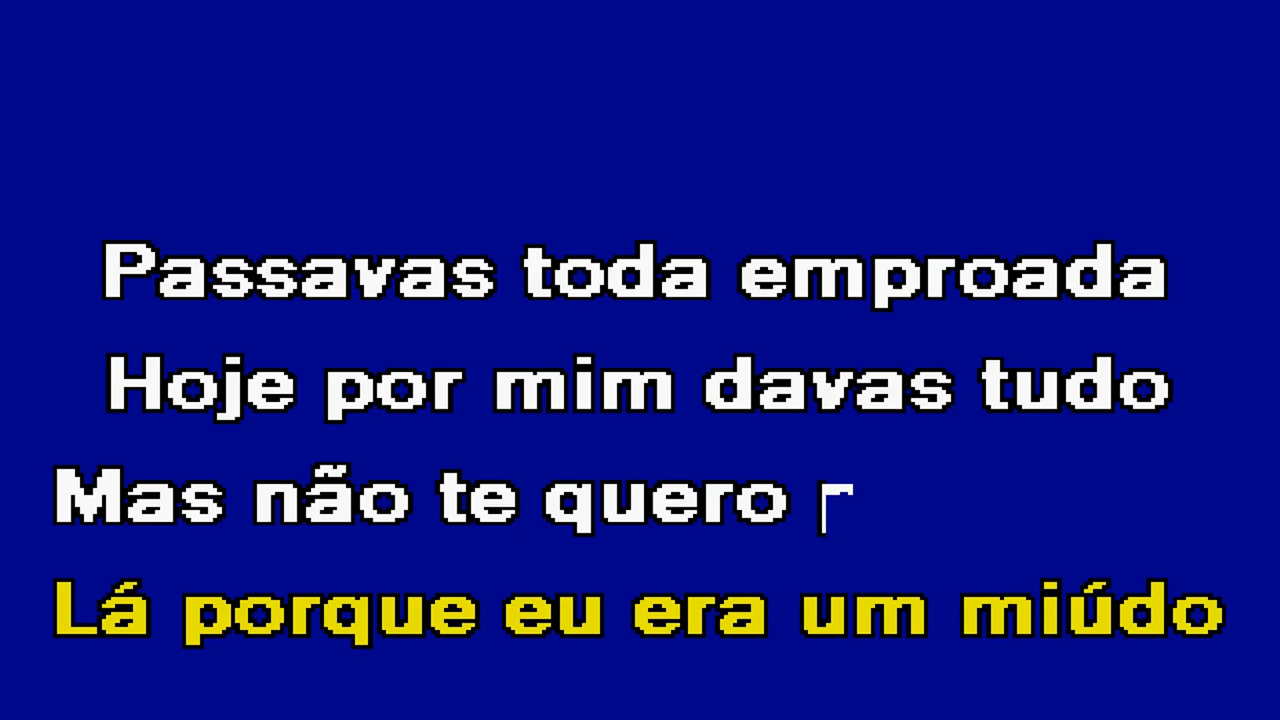 Passavas toda emproada
Hoje por mim davas tudo
Mas não te quero
Lá porque eu era um miúdo